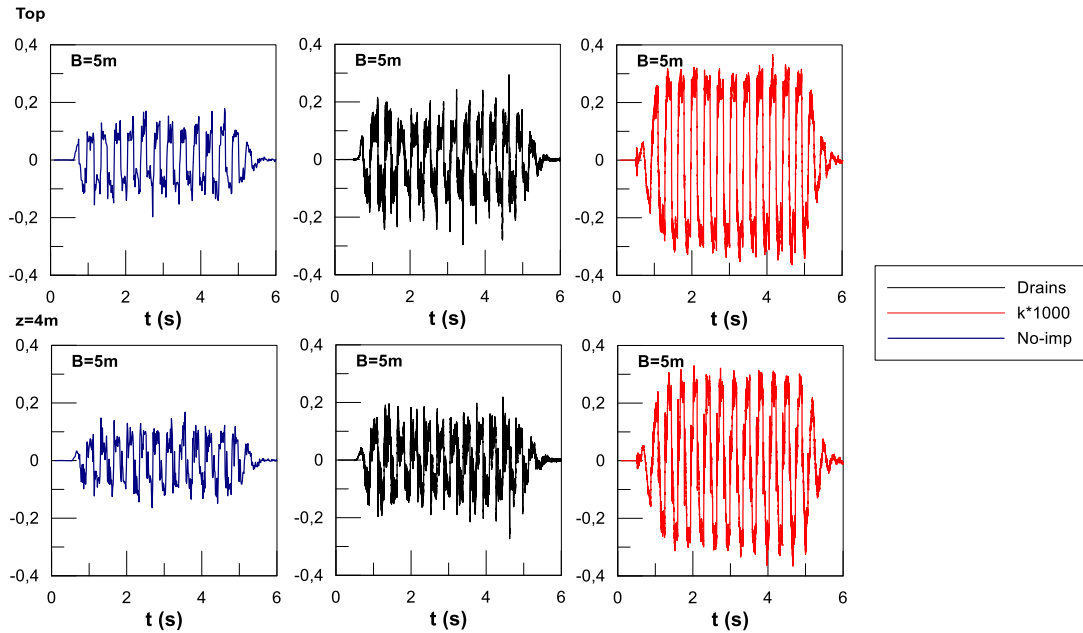 Top
0,4 0,4 0,4
B=5m B=5m B=5m
0,2 0,2 0,2
0 0 0
-0,2 -0,2 -0,2
-0,4 -0,4 -0,4
0 2 4 6 0 2 4 6 0 2 4 6
t (s) t (s) t (s)
Drains
k*1000
No-imp
z=4m
0,4 0,4 0,4
B=5m B=5m B=5m
0,2 0,2 0,2
0 0 0
-0,2 -0,2 -0,2
-0,4 -0,4 -0,4
0 2 4 6 0 2 4 6 0 2 4 6
t (s) t (s) t (s)